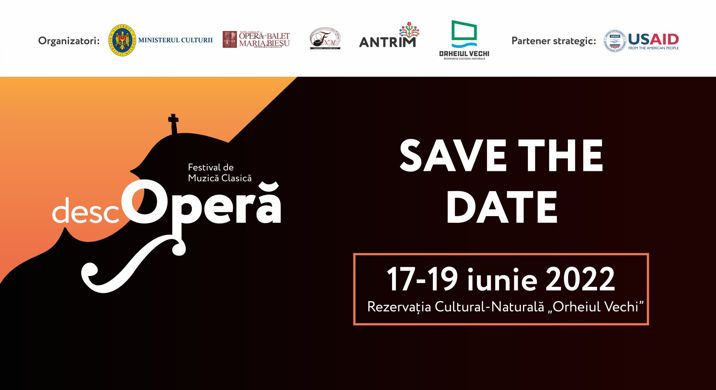 Organizatori:
MINISTERUL CULTURII
OPERA-BALET
MARIA BIEȘU
ANTRIM
ORHEIUL VECHI
Partener strategic:
USAID
FROM THE AMERICAN PEOPLE
Festival de
Muzică Clasică
descOperă
SAVE THE
DATE
17-19 iunie 2022
Rezervația Cultural-Naturală „Orheiul Vechi”